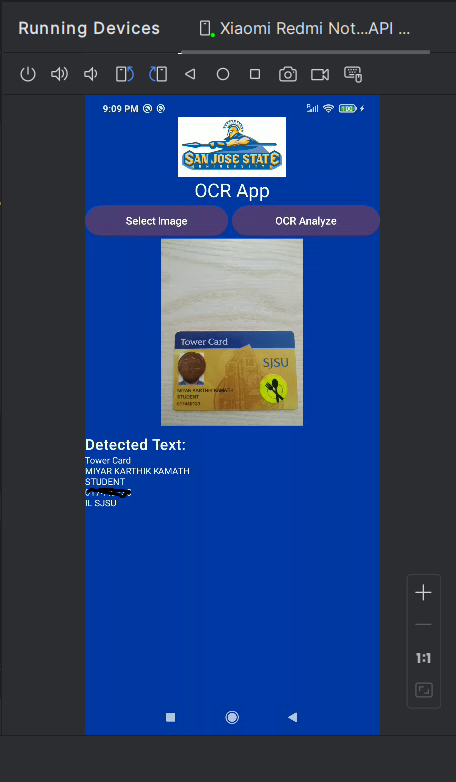 Running Devices
Xiaomi Redmi Not...API ...
9:09 PM
100
SAN JOSE STATE
UNIVERSITY
OCR App
Select Image
OCR Analyze
Tower Card
SJSU
MIYAR KARTHIK KAMATH
STUDENT
Detected Text:
Tower Card
MIYAR KARTHIK KAMATH
STUDENT
IL SJSU
1:1